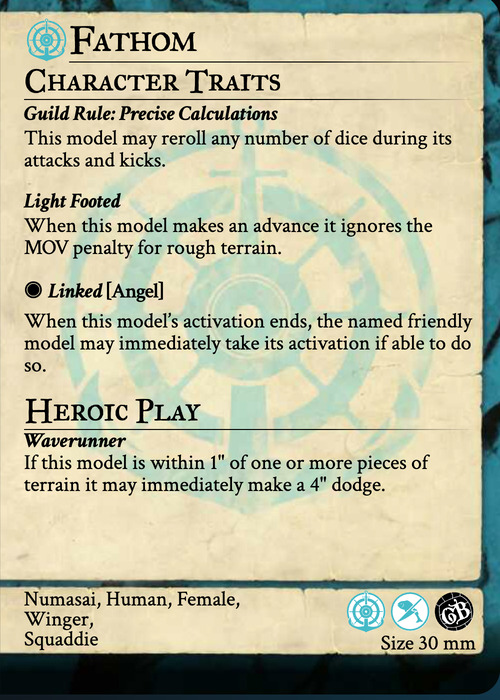 Fathom
Character Traits
Guild Rule: Precise Calculations
This model may reroll any number of dice during its
attacks and kicks.
Light Footed
When this model makes an advance it ignores the
MOV penalty for rough terrain.
Linked [Angel]
When this model's activation ends, the named friendly
model may immediately take its activation if able to do
so.
Heroic Play
Waverunner
If this model is within 1" of one or more pieces of
terrain it may immediately make a 4" dodge.
Numasai, Human, Female,
Winger,
Squaddie
GB
Size 30 mm